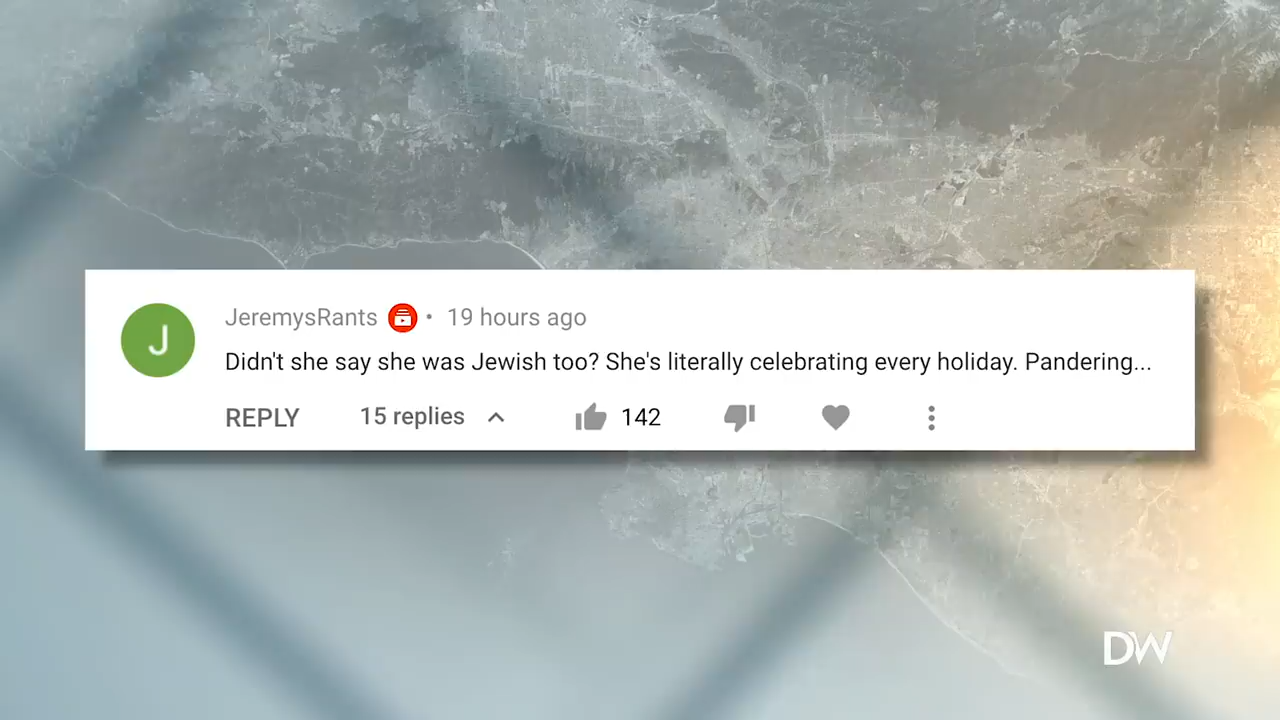 J
JeremysRants • 19 hours ago
Didn't she say she was Jewish too? She's literally celebrating every holiday. Pandering...
REPLY 15 replies 142
DW